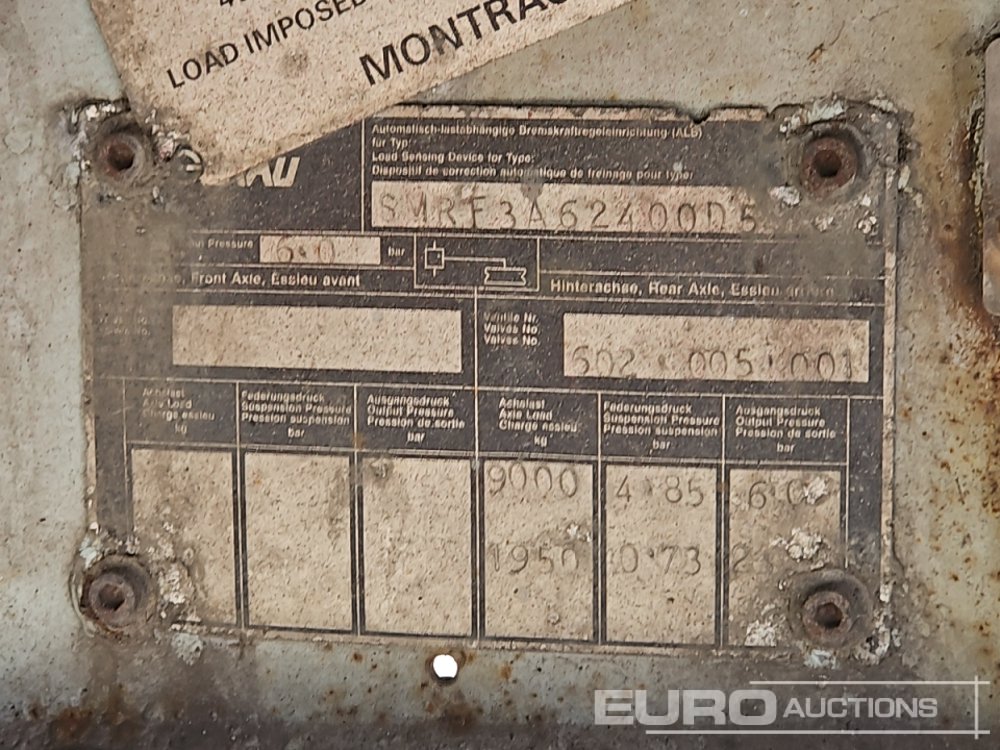 LOAD IMPOSED
MONTRAC
Automatisch-lastabhängige Bremskraftregeleinrichtung (ALB)
für Typ:
Load Sensing Device for Type:
Dispositif de correction automatique de freinage pour type:
SMRF3A62400D5
Pressure 6.0 bar
Front Axle, Essieu avant
Hinterachse, Rear Axle, Essieu arrière
Ventile Nr.
Valves No.
Valves No.
602 005 001
Achslast
Axle Load
Charge essieu
kg
Federungsdruck
Suspension Pressure
Pression suspension
bar
Ausgangsdruck
Output Pressure
Pression de sortie
bar
Achslast
Axle Load
Charge essieu
kg
Federungsdruck
Suspension Pressure
Pression suspension
bar
Ausgangsdruck
Output Pressure
Pression de sortie
bar
9000 4.85 6.0
1950 0.73
EURO AUCTIONS